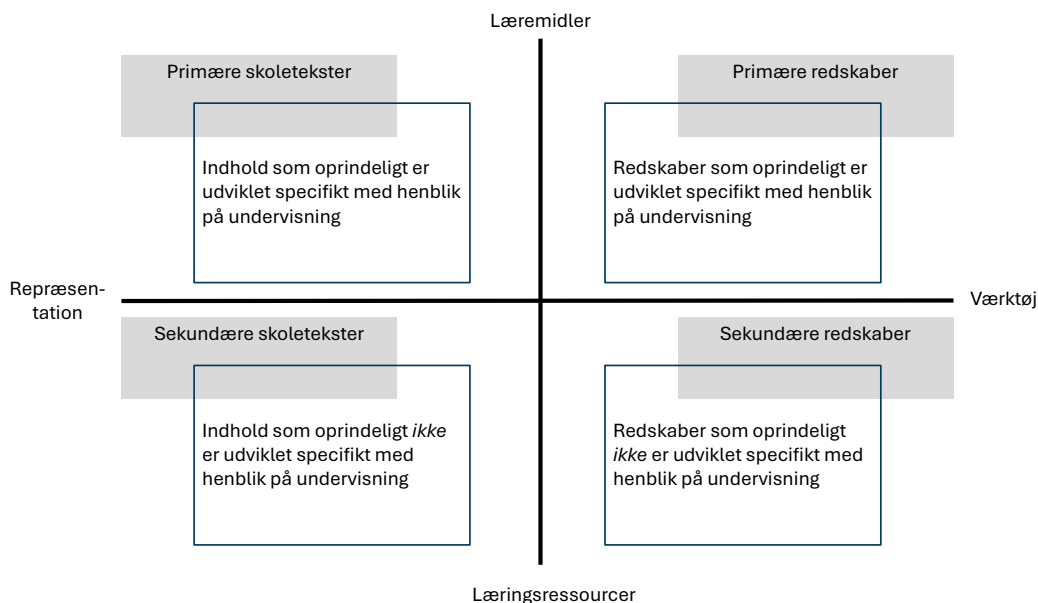 Læremidler
Primære skoletekster
Indhold som oprindeligt er
udviklet specifikt med henblik
på undervisning
Primære redskaber
Redskaber som oprindeligt er
udviklet specifikt med henblik
på undervisning
Repræsen-
tation
Værktøj
Sekundære skoletekster
Indhold som oprindeligt ikke
er udviklet specifikt med
henblik på undervisning
Sekundære redskaber
Redskaber som oprindeligt
ikke er udviklet specifikt med
henblik på undervisning
Læringsressourcer